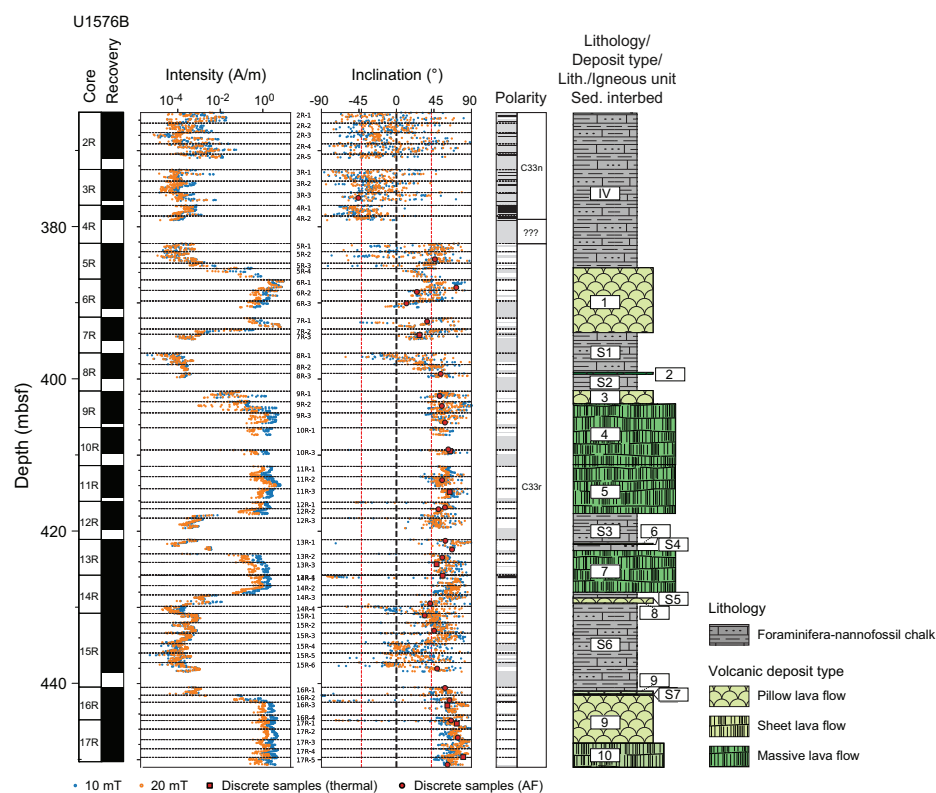 U1576B
Core
Recovery
Intensity (A/m)
10-4 10-2 100
Inclination (°)
-90 -45 0 45 90
Polarity
Lithology/
Deposit type/
Lith./Igneous unit
Sed. interbed
Depth (mbsf)
380
400
420
440
2R
3R
4R
5R
6R
7R
8R
9R
10R
11R
12R
13R
14R
15R
16R
17R
2R-1
2R-2
2R-3
2R-4
2R-5
3R-1
3R-2
3R-3
4R-1
4R-2
5R-1
5R-2
5R-3
5R-4
6R-1
6R-2
6R-3
7R-1
7R-2
7R-3
8R-1
8R-2
8R-3
9R-1
9R-2
9R-3
10R-1
10R-3
11R-1
11R-2
11R-3
12R-1
12R-2
12R-3
13R-1
13R-2
13R-3
14R-2
14R-3
14R-4
15R-1
15R-2
15R-3
15R-4
15R-5
15R-6
16R-1
16R-2
16R-3
16R-4
17R-1
17R-2
17R-3
17R-4
17R-5
C33n
???
C33r
IV
1
S1
2
S2
3
4
5
S3
6
S4
7
S5
8
S6
9
S7
9
10
Lithology
Foraminifera-nannofossil chalk
Volcanic deposit type
Pillow lava flow
Sheet lava flow
Massive lava flow
10 mT 20 mT Discrete samples (thermal) Discrete samples (AF)